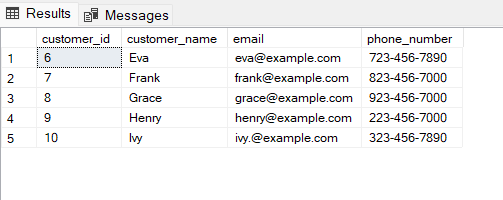 Results Messages
customer_id customer_name email phone_number
1 6 Eva eva@example.com 723-456-7890
2 7 Frank frank@example.com 823-456-7000
3 8 Grace grace@example.com 923-456-7000
4 9 Henry henry@example.com 223-456-7000
5 10 Ivy ivy.@example.com 323-456-7890